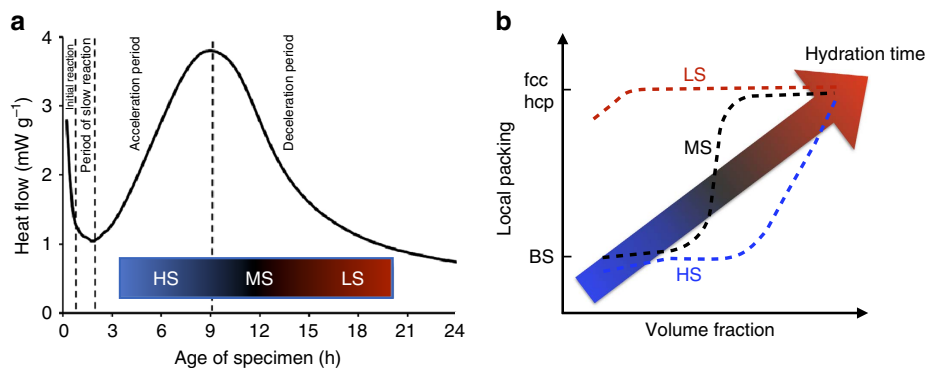 a
4
3
2
1
0
Heat flow (mW g⁻¹)
Initial reaction
Period of slow reaction
Acceleration period
Deceleration period
HS MS LS
0 3 6 9 12 15 18 21 24
Age of specimen (h)
b
Hydration time
fcc
hcp
BS
Local packing
LS
MS
HS
Volume fraction